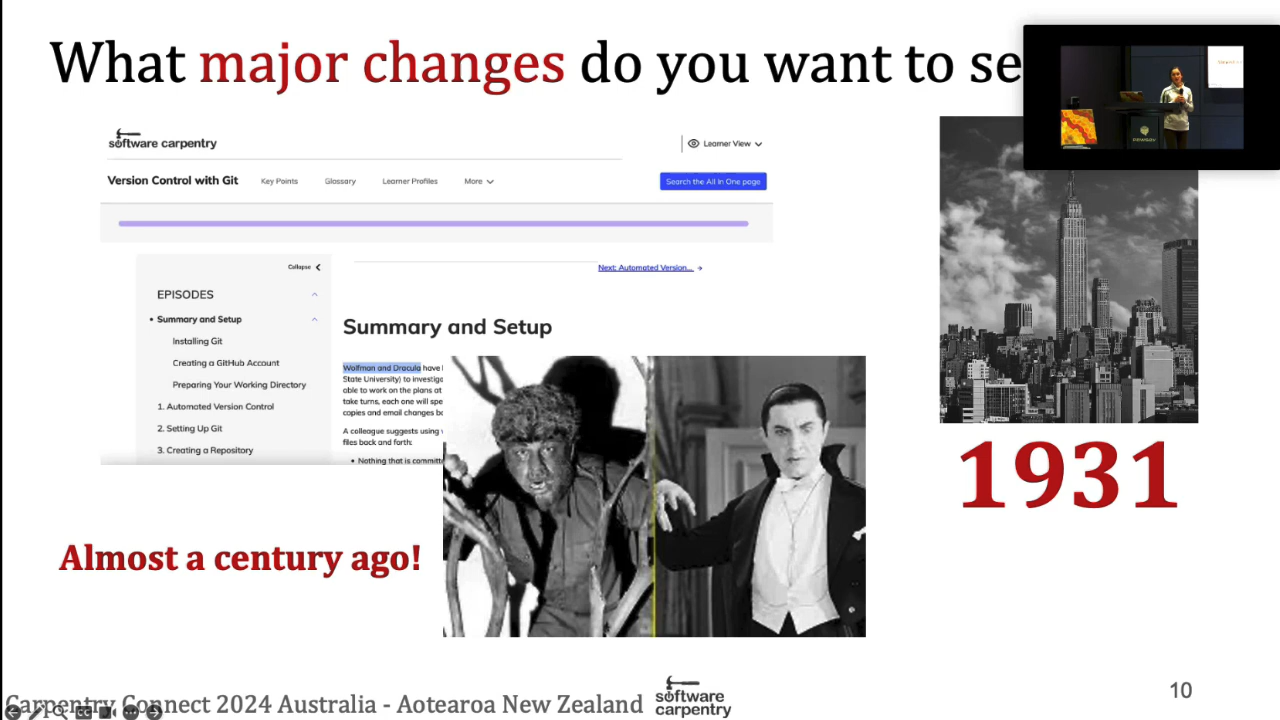 What major changes do you want to se
software carpentry
Learner View
Version Control with Git
Key Points
Glossary
Learner Profiles
More
Search the All In One page
Collapse
Next: Automated Version...
EPISODES
Summary and Setup
Installing Git
Creating a GitHub Account
Preparing Your Working Directory
1. Automated Version Control
2. Setting Up Git
3. Creating a Repository
Summary and Setup
Wolfman and Dracula have
State University) to investig
able to work on the plans at
take turns, each one will spe
copies and email changes
A colleague suggests using
files back and forth:
Nothing that is committ
1931
Almost a century ago!
Carpentry Connect 2024 Australia - Aotearoa New Zealand
software
carpentry
10